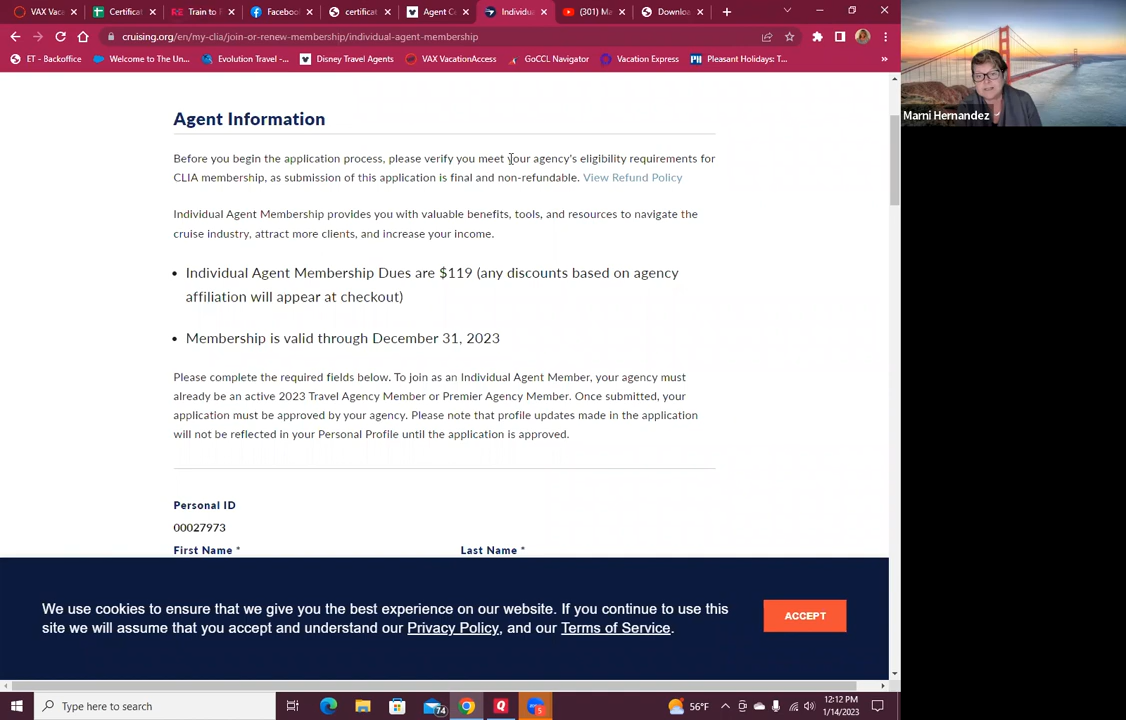 VAX Vaca
Certificat
Train to F
Facebook
certificat
Agent Ce
Individua
(301) Ma
Downloa
cruising.org/en/my-clia/join-or-renew-membership/individual-agent-membership
ET - Backoffice
Welcome to The Un...
Evolution Travel -...
Disney Travel Agents
VAX VacationAccess
GoCCL Navigator
Vacation Express
Pleasant Holidays: T...
Marni Hernandez
Agent Information
Before you begin the application process, please verify you meet your agency's eligibility requirements for
CLIA membership, as submission of this application is final and non-refundable. View Refund Policy
Individual Agent Membership provides you with valuable benefits, tools, and resources to navigate the
cruise industry, attract more clients, and increase your income.
• Individual Agent Membership Dues are $119 (any discounts based on agency
affiliation will appear at checkout)
• Membership is valid through December 31, 2023
Please complete the required fields below. To join as an Individual Agent Member, your agency must
already be an active 2023 Travel Agency Member or Premier Agency Member. Once submitted, your
application must be approved by your agency. Please note that profile updates made in the application
will not be reflected in your Personal Profile until the application is approved.
Personal ID
00027973
First Name * Last Name *
We use cookies to ensure that we give you the best experience on our website. If you continue to use this
site we will assume that you accept and understand our Privacy Policy, and our Terms of Service.
ACCEPT
Type here to search
74
5
56°F
12:12 PM
1/14/2023